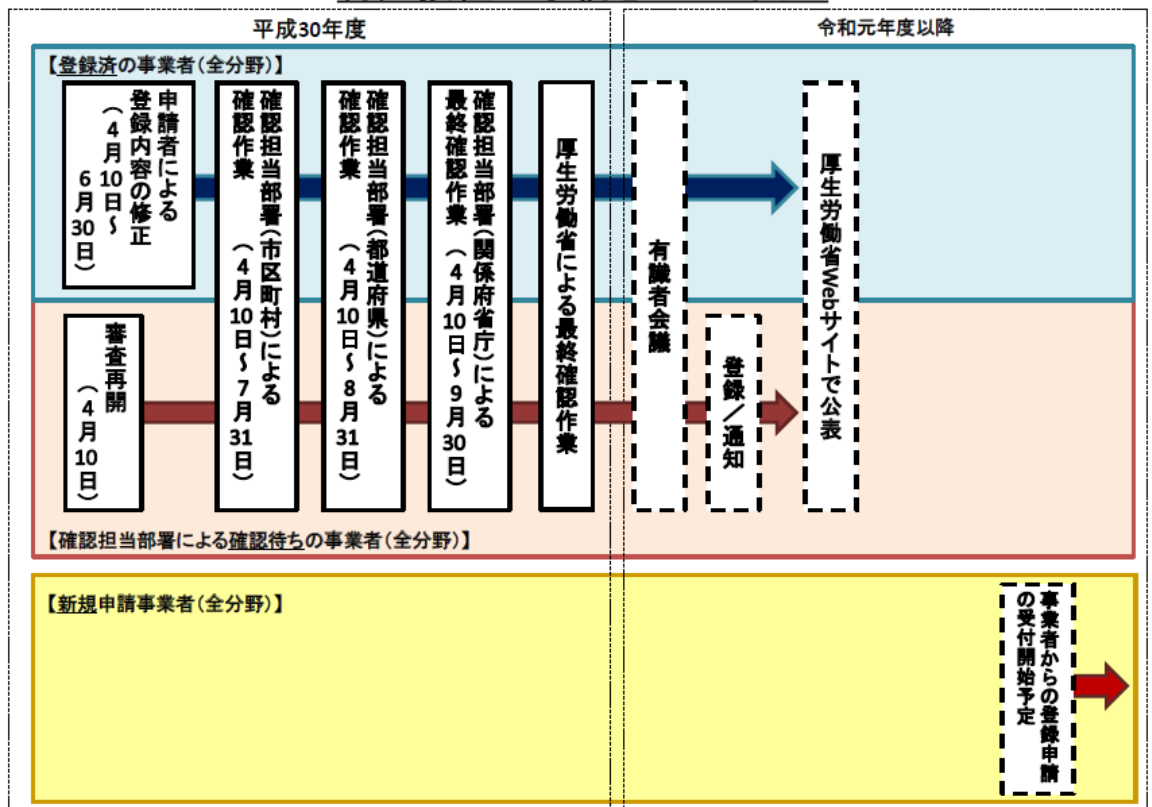 平成30年度
令和元年度以降
【登録済の事業者(全分野)】
申請者による
登録内容の修正
(4月10日~
6月30日)
確認担当部署(市区町村)による
確認作業 (4月10日~7月31日)
確認担当部署(都道府県)による
確認作業 (4月10日~8月31日)
確認担当部署(関係府省庁)による
最終確認作業 (4月10日~9月30日)
厚生労働省による最終確認作業
有識者会議
厚生労働省Webサイトで公表
審査再開
(4月10日)
登録/通知
【確認担当部署による確認待ちの事業者(全分野)】
【新規申請事業者(全分野)】
事業者からの登録申請
の受付開始予定